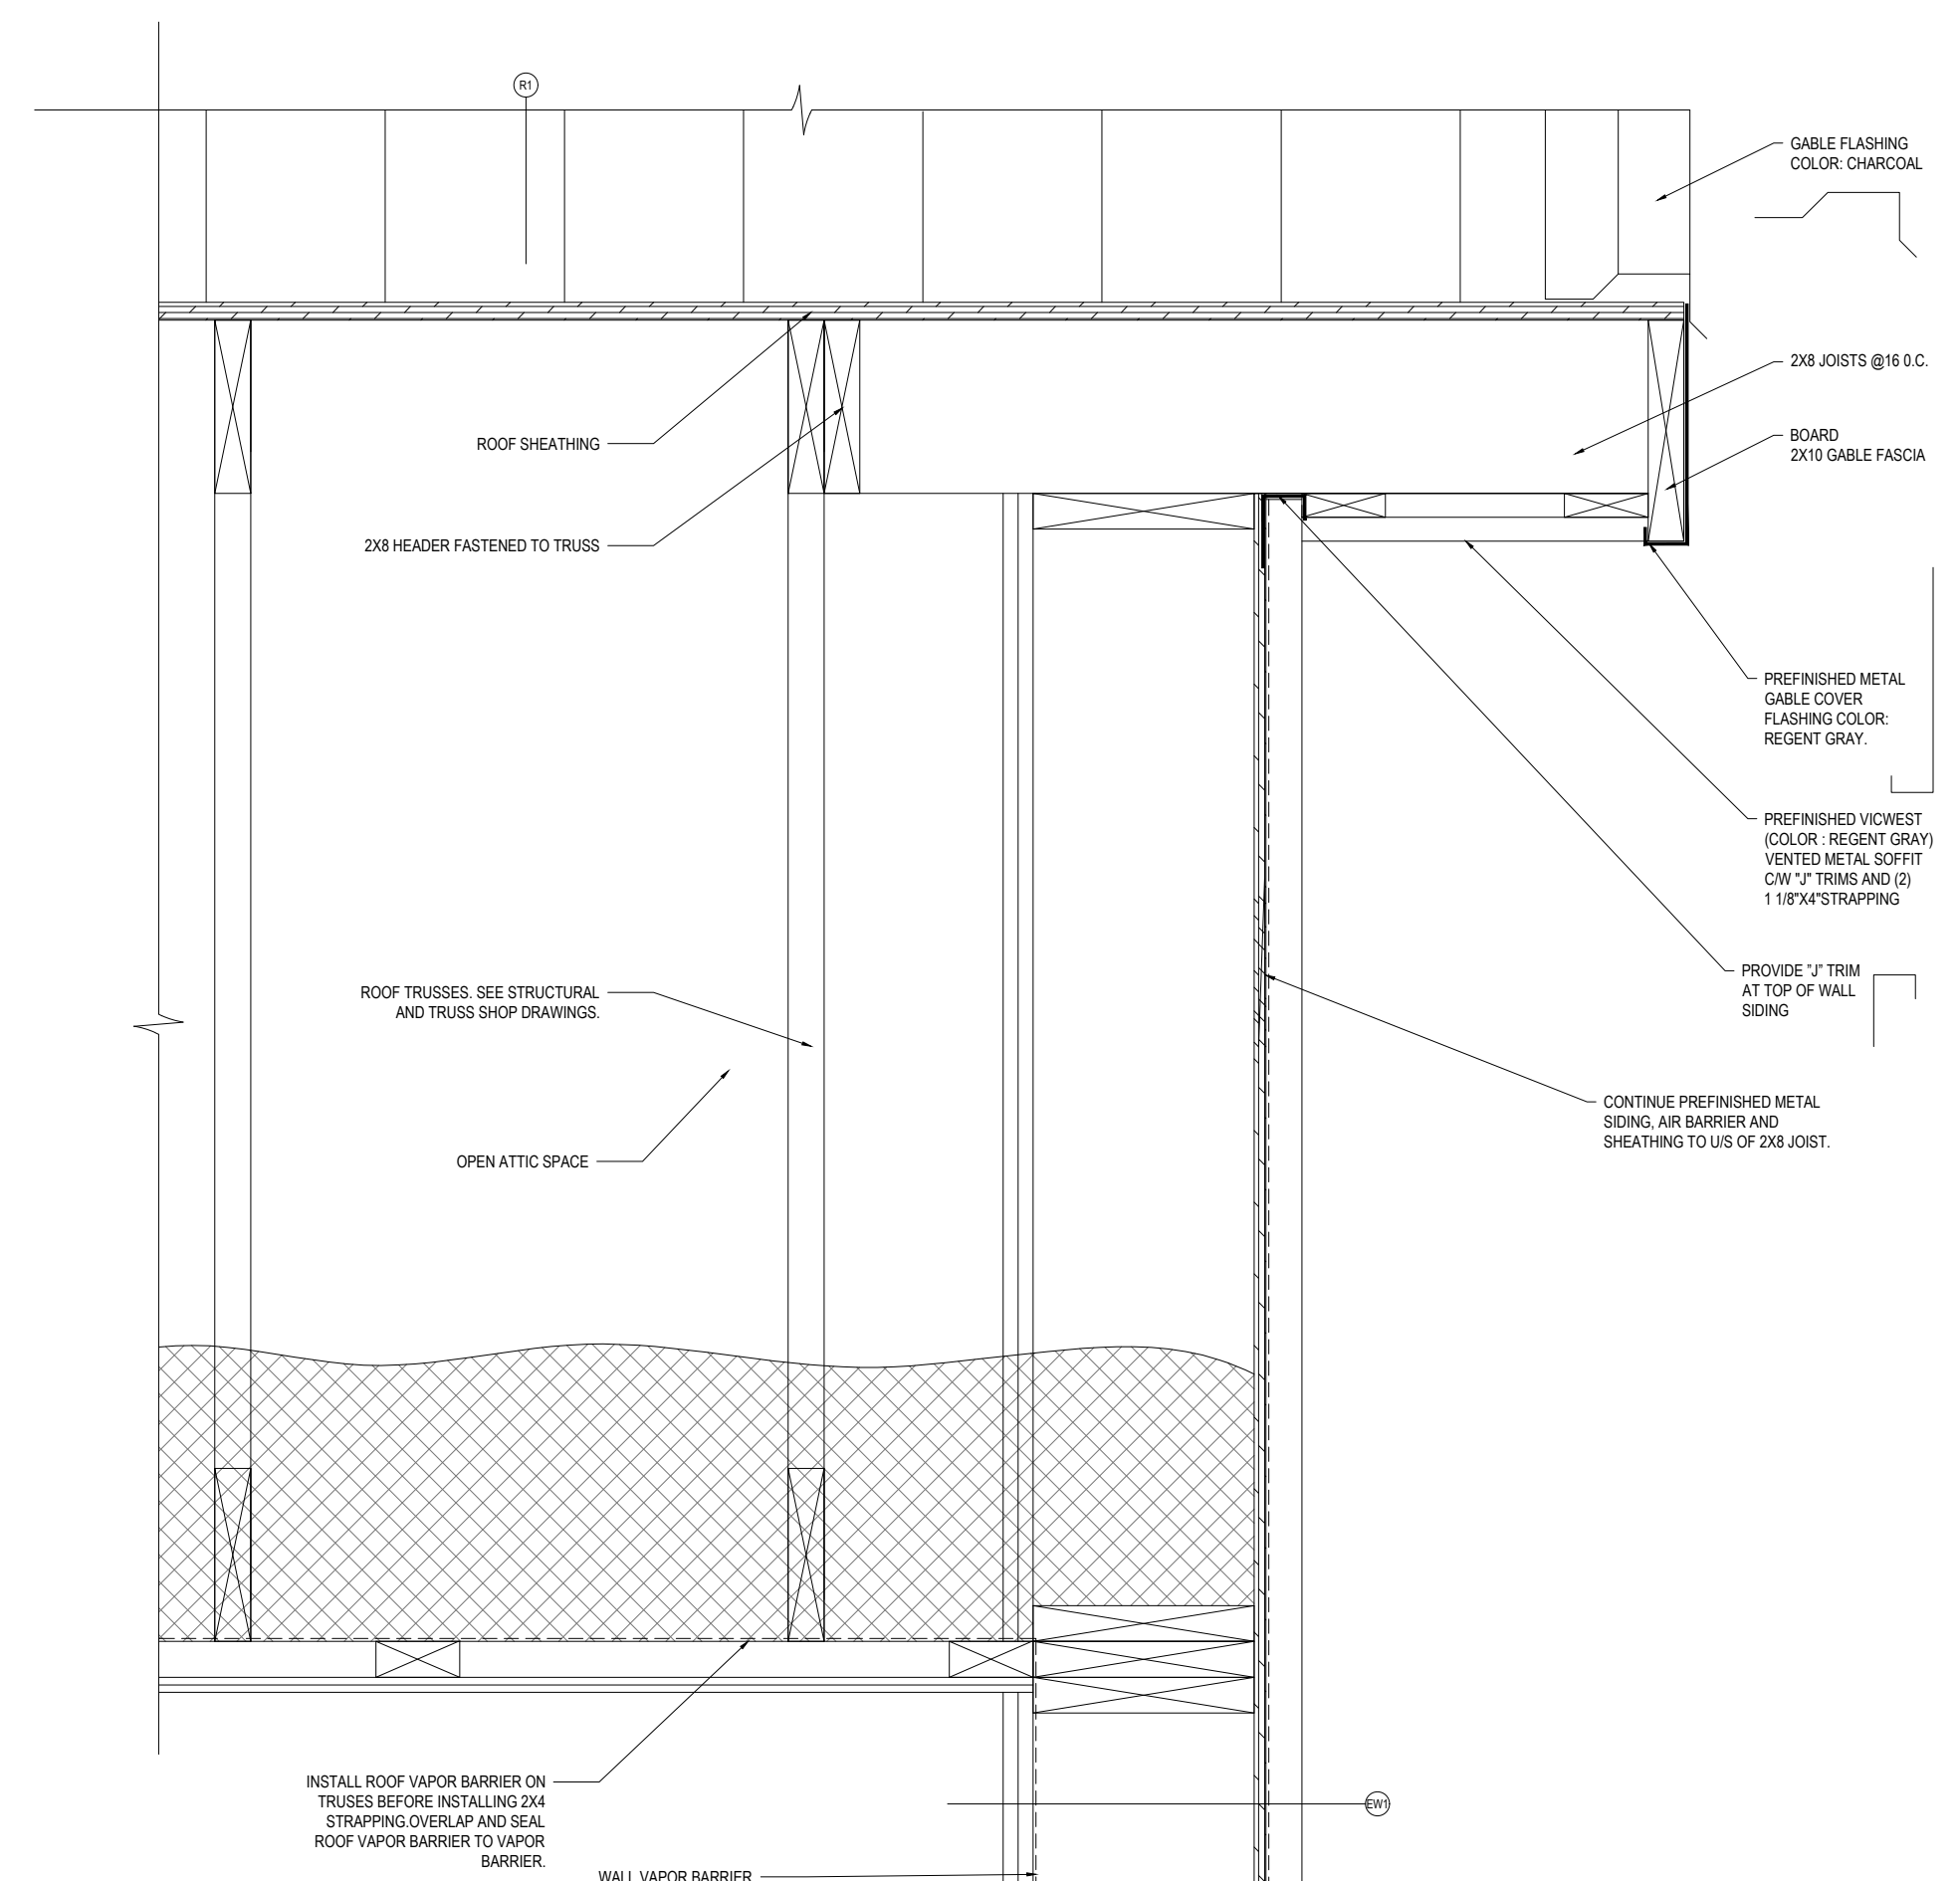 R1
GABLE FLASHING
COLOR: CHARCOAL
2X8 JOISTS @16 0.C.
BOARD
2X10 GABLE FASCIA
ROOF SHEATHING
2X8 HEADER FASTENED TO TRUSS
PREFINISHED METAL
GABLE COVER
FLASHING COLOR:
REGENT GRAY.
PREFINISHED VICWEST
(COLOR : REGENT GRAY)
VENTED METAL SOFFIT
C/W "J" TRIMS AND (2)
1 1/8"X4"STRAPPING
PROVIDE "J" TRIM
AT TOP OF WALL
SIDING
ROOF TRUSSES. SEE STRUCTURAL
AND TRUSS SHOP DRAWINGS.
CONTINUE PREFINISHED METAL
SIDING, AIR BARRIER AND
SHEATHING TO U/S OF 2X8 JOIST.
OPEN ATTIC SPACE
INSTALL ROOF VAPOR BARRIER ON
TRUSES BEFORE INSTALLING 2X4
STRAPPING.OVERLAP AND SEAL
ROOF VAPOR BARRIER TO VAPOR
BARRIER.
EW1
WALL VAPOR BARRIER